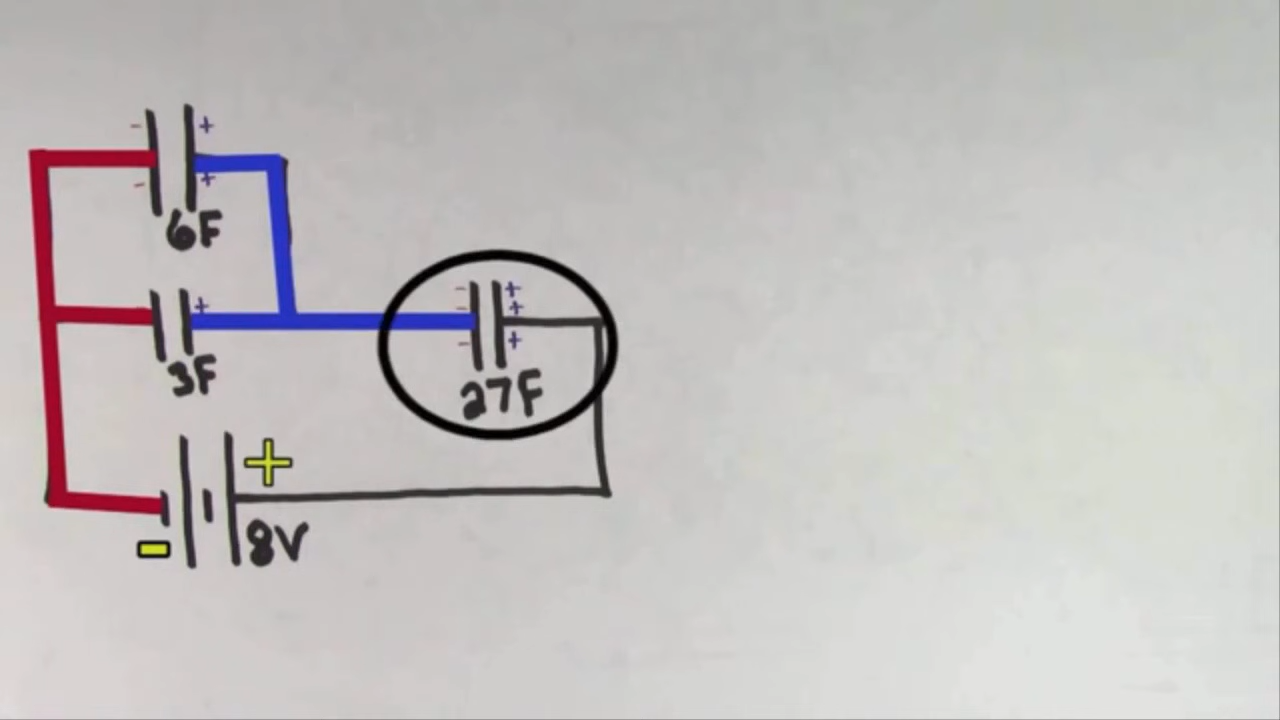 - +
- +
6F
+
3F
- +
- +
- +
27F
+
-
8V